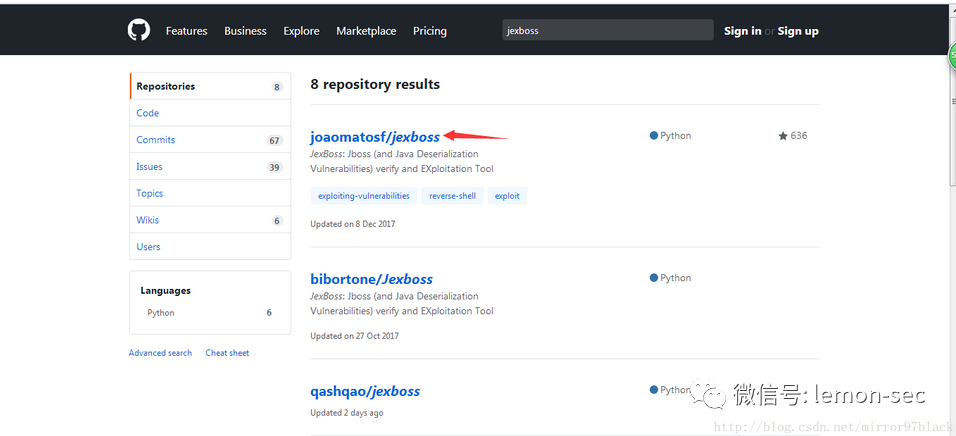 Features Business Explore Marketplace Pricing jexboss Sign in or Sign up
Repositories 8
Code
Commits 67
Issues 39
Topics
Wikis 6
Users
Languages
Python 6
Advanced search Cheat sheet
8 repository results
joaomatosf/jexboss Python 636
JexBoss: Jboss (and Java Deserialization
Vulnerabilities) verify and EXploitation Tool
exploiting-vulnerabilities reverse-shell exploit
Updated on 8 Dec 2017
bibortone/Jexboss Python
JexBoss: Jboss (and Java Deserialization
Vulnerabilities) verify and EXploitation Tool
Updated on 27 Oct 2017
qashqao/jexboss Python
Updated 2 days ago
微信号: lemon-sec
http://blog.csdn.net/mirror97black